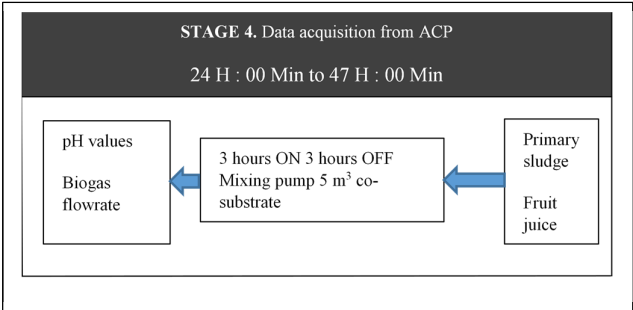 STAGE 4. Data acquisition from ACP
24 H : 00 Min to 47 H : 00 Min
pH values
Biogas
flowrate
3 hours ON 3 hours OFF
Mixing pump 5 m³ co-
substrate
Primary
sludge
Fruit
juice